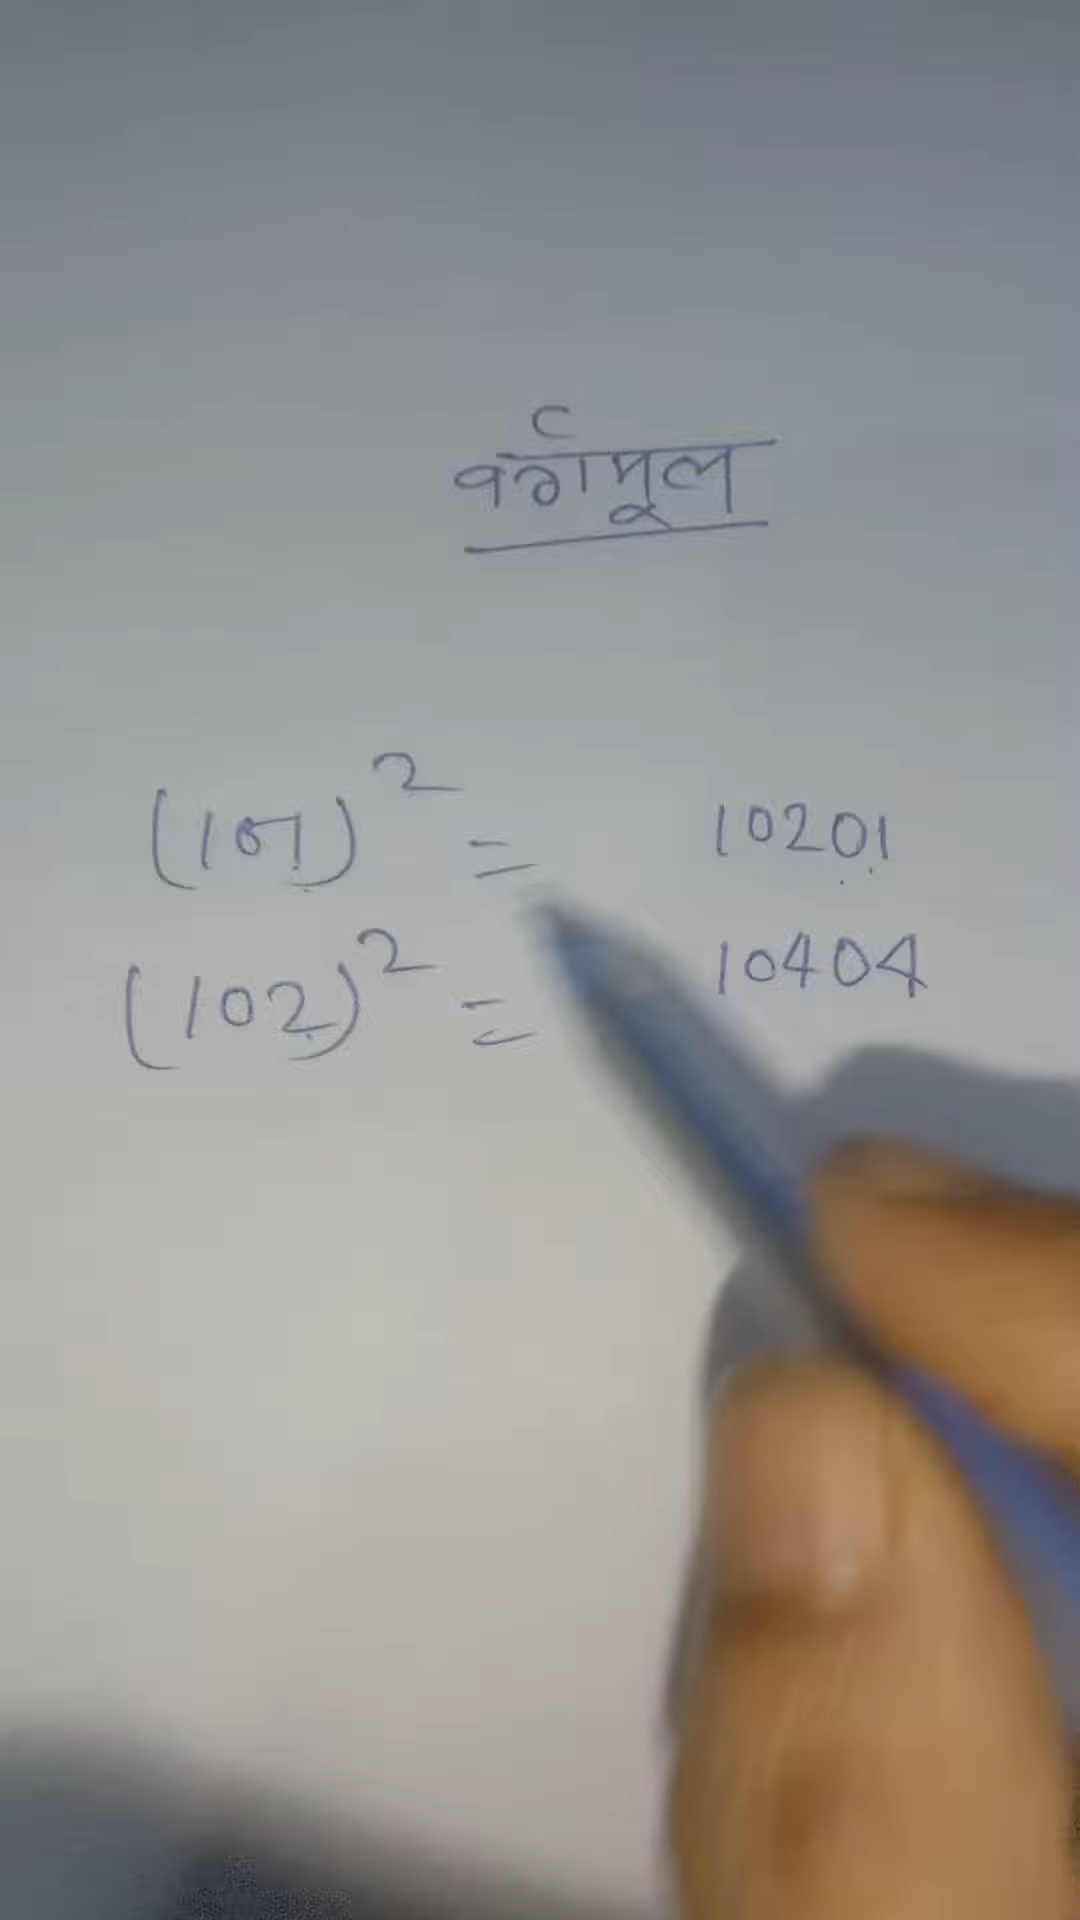 वर्गमूल
(101)² = 10201
(102)² = 10404